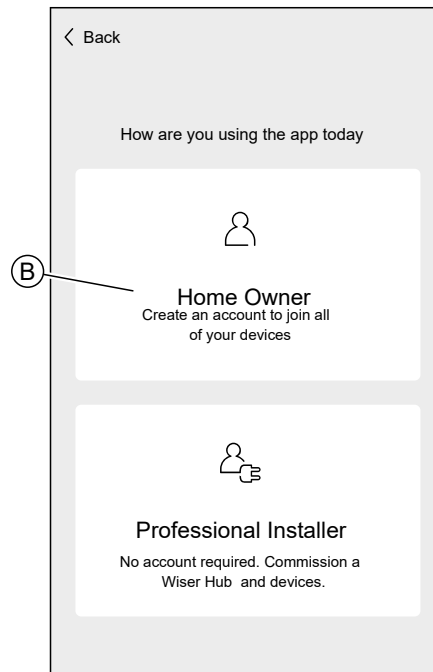 Back
How are you using the app today
B
Home Owner
Create an account to join all
of your devices
Professional Installer
No account required. Commission a
Wiser Hub and devices.